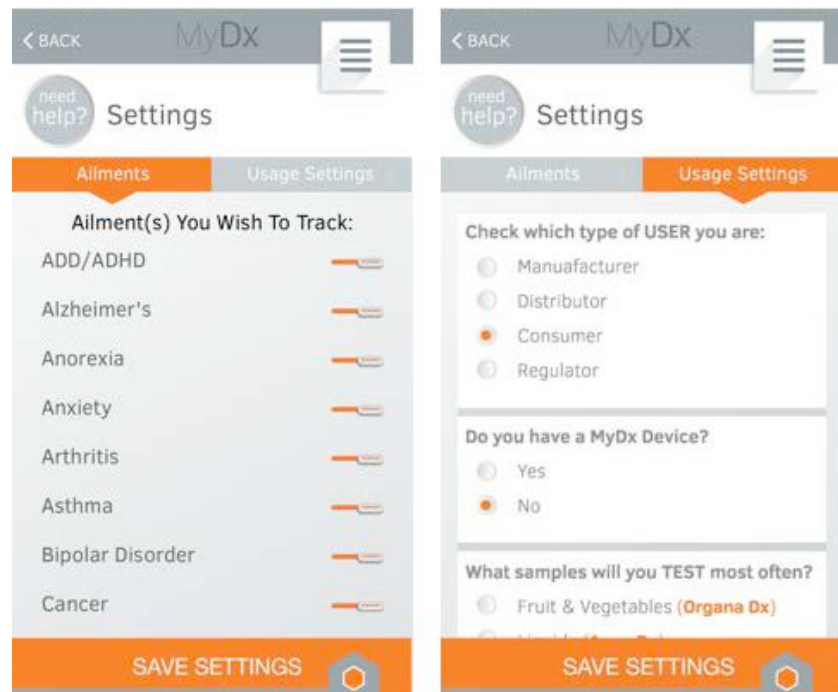 < BACK MyDx
need help? Settings
Ailments Usage Settings
Ailment(s) You Wish To Track:
ADD/ADHD
Alzheimer's
Anorexia
Anxiety
Arthritis
Asthma
Bipolar Disorder
Cancer
SAVE SETTINGS
< BACK MyDx
need help? Settings
Ailments Usage Settings
Check which type of USER you are:
Manuafacturer
Distributor
Consumer
Regulator
Do you have a MyDx Device?
Yes
No
What samples will you TEST most often?
Fruit & Vegetables (Organa Dx)
SAVE SETTINGS